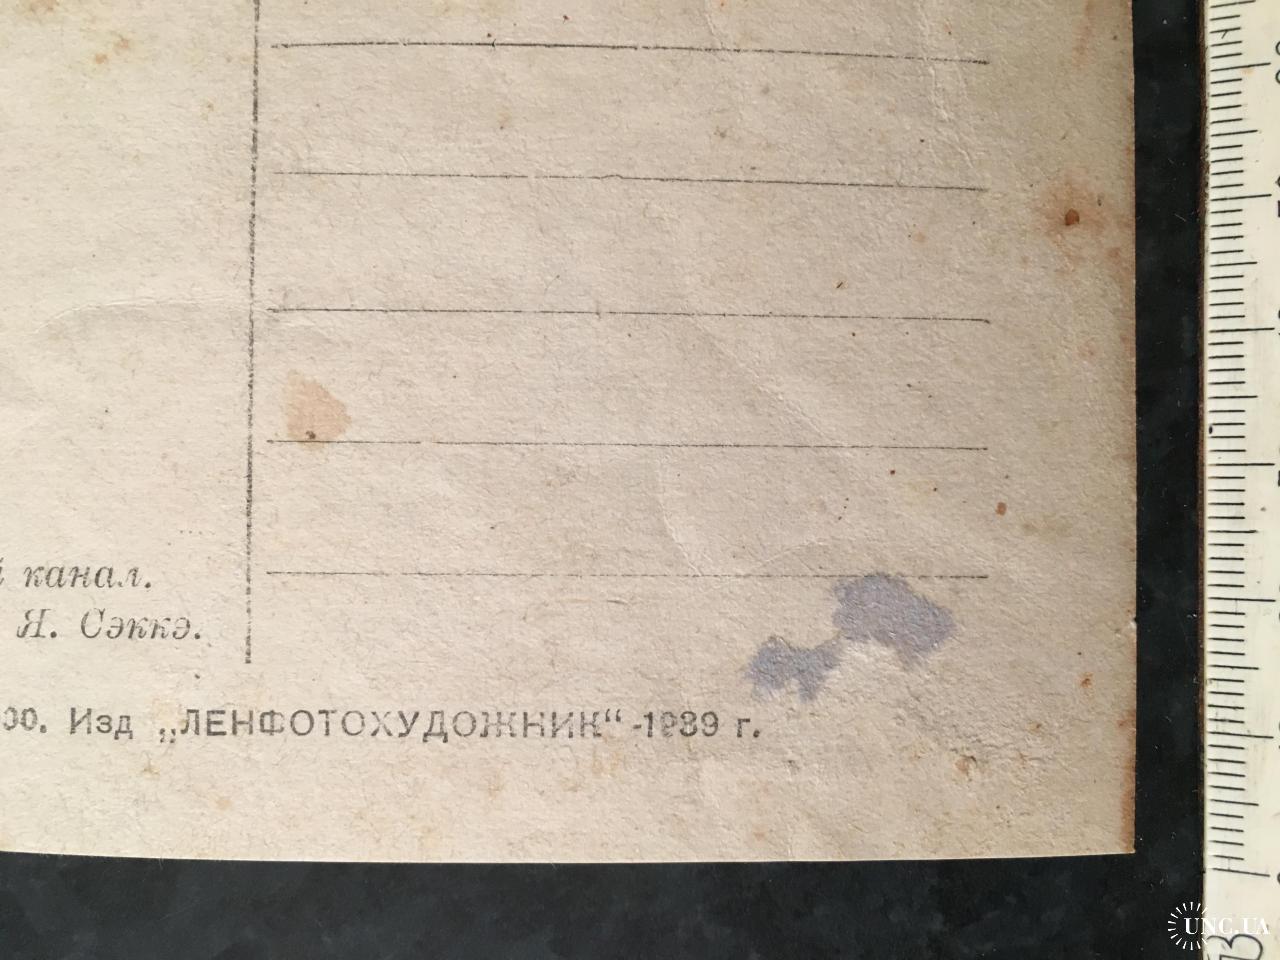 й канал.
Я. Сэккэ.
00. Изд „ЛЕНФОТОХУДОЖНИК“ -1939 г.
UNC.UA